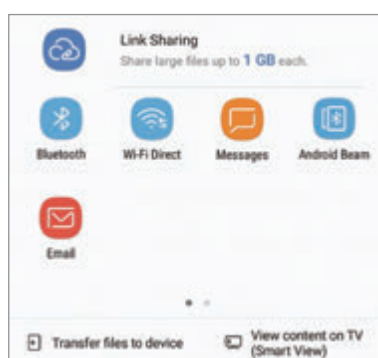 Link Sharing
Share large files up to 1 GB each.
Bluetooth
Wi-Fi Direct
Messages
Android Beam
Email
Transfer files to device
View content on TV
(Smart View)